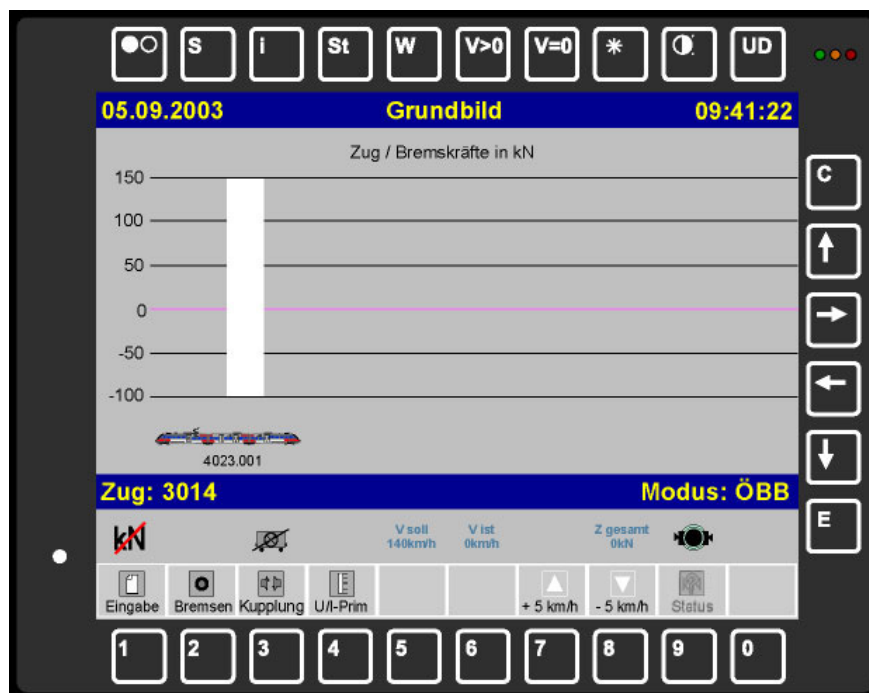 S i St W V>0 V=0 UD
05.09.2003 Grundbild 09:41:22
Zug / Bremskräfte in kN
150
C
100
50
0
-50
-100
4023.001
Zug: 3014 Modus: ÖBB
E
kN
V soll V ist Z gesamt
140km/h 0km/h 0kN
Eingabe Bremsen Kupplung U/I-Prim + 5 km/h - 5 km/h Status
1 2 3 4 5 6 7 8 9 0